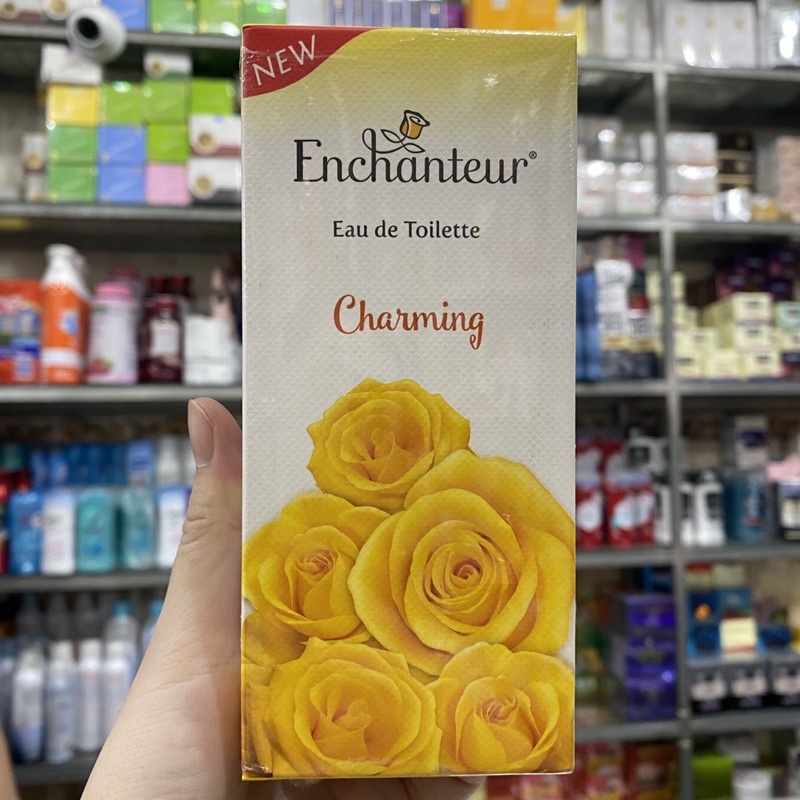 NEW
Enchanteur®
Eau de Toilette
Charming